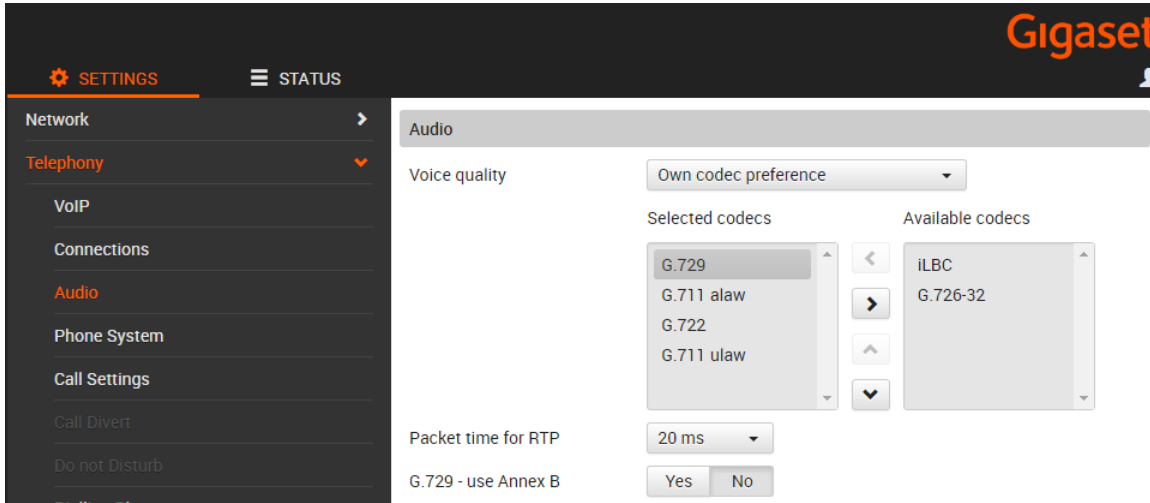 Gigaset
SETTINGS
STATUS
Network
Telephony
VoIP
Connections
Audio
Phone System
Call Settings
Call Divert
Do not Disturb
Audio
Voice quality
Own codec preference
Selected codecs
Available codecs
G.729
G.711 alaw
G.722
G.711 ulaw
iLBC
G.726-32
Packet time for RTP
20 ms
G.729 - use Annex B
Yes No